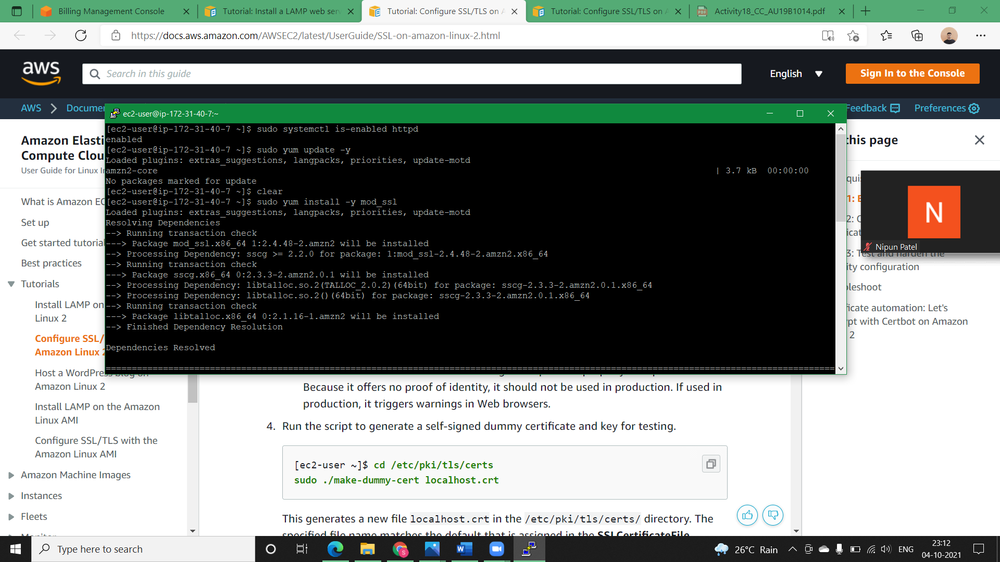 Billing Management Console
Tutorial: Install a LAMP web serv
Tutorial: Configure SSL/TLS on A
Tutorial: Configure SSL/TLS on A
Activity18_CC_AU19B1014.pdf
https://docs.aws.amazon.com/AWSEC2/latest/UserGuide/SSL-on-amazon-linux-2.html
aws
Search in this guide
English
Sign In to the Console
AWS
Documen
Feedback
Preferences
ec2-user@ip-172-31-40-7:~
[ec2-user@ip-172-31-40-7 ~]$ sudo systemctl is-enabled httpd
enabled
[ec2-user@ip-172-31-40-7 ~]$ sudo yum update -y
Loaded plugins: extras_suggestions, langpacks, priorities, update-motd
amzn2-core | 3.7 kB 00:00:00
No packages marked for update
[ec2-user@ip-172-31-40-7 ~]$ clear
[ec2-user@ip-172-31-40-7 ~]$ sudo yum install -y mod_ssl
Loaded plugins: extras_suggestions, langpacks, priorities, update-motd
Resolving Dependencies
--> Running transaction check
---> Package mod_ssl.x86_64 1:2.4.48-2.amzn2 will be installed
--> Processing Dependency: sscg >= 2.2.0 for package: 1:mod_ssl-2.4.48-2.amzn2.x86_64
--> Running transaction check
---> Package sscg.x86_64 0:2.3.3-2.amzn2.0.1 will be installed
--> Processing Dependency: libtalloc.so.2(TALLOC_2.0.2)(64bit) for package: sscg-2.3.3-2.amzn2.0.1.x86_64
--> Processing Dependency: libtalloc.so.2()(64bit) for package: sscg-2.3.3-2.amzn2.0.1.x86_64
--> Running transaction check
---> Package libtalloc.x86_64 0:2.1.16-1.amzn2 will be installed
--> Finished Dependency Resolution
Dependencies Resolved
Amazon Elasti
Compute Clou
User Guide for Linux In
What is Amazon EC
Set up
Get started tutorial
Best practices
Tutorials
Install LAMP on
Linux 2
Configure SSL/
Amazon Linux 2
Host a WordPress blog on
Amazon Linux 2
Install LAMP on the Amazon
Linux AMI
Configure SSL/TLS with the
Amazon Linux AMI
Amazon Machine Images
Instances
Fleets
Monitor
Because it offers no proof of identity, it should not be used in production. If used in
production, it triggers warnings in Web browsers.
4. Run the script to generate a self-signed dummy certificate and key for testing.
[ec2-user ~]$ cd /etc/pki/tls/certs
sudo ./make-dummy-cert localhost.crt
This generates a new file localhost.crt in the /etc/pki/tls/certs/ directory. The
specified file name matches the default that is assigned in the SSLCertificateFile
this page
quis
1: E
2: C
icat
3: Test and harden the
ity configuration
leshoot
ficate automation: Let's
ypt with Certbot on Amazon
2
N
Nipun Patel
Type here to search
26°C Rain
ENG
23:12
04-10-2021